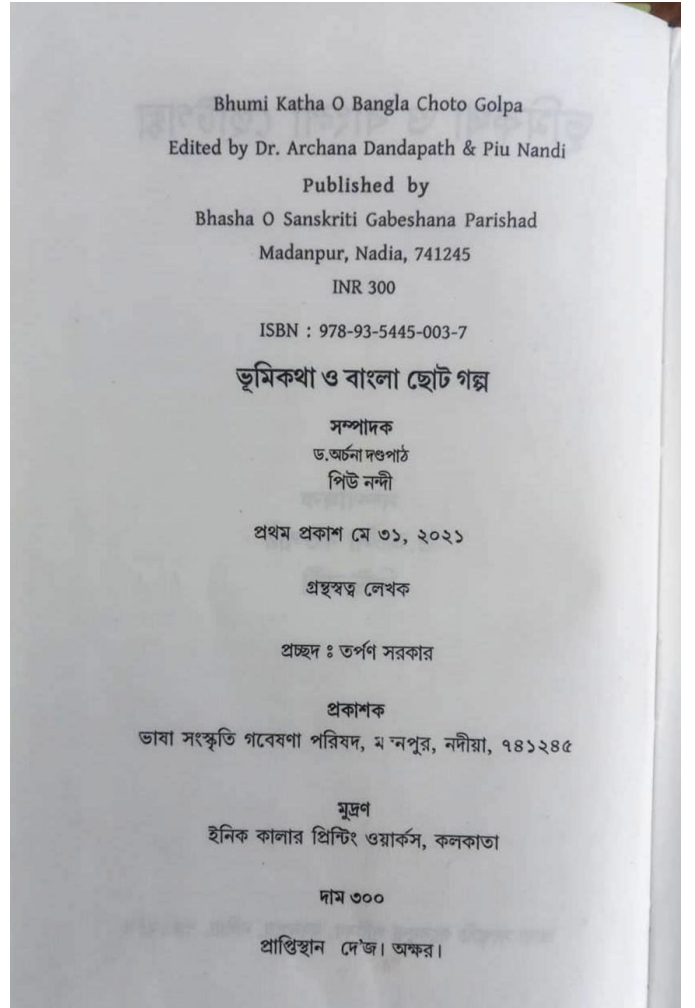 Bhumi Katha O Bangla Choto Golpa
Edited by Dr. Archana Dandapath & Piu Nandi
Published by
Bhasha O Sanskriti Gabeshana Parishad
Madanpur, Nadia, 741245
INR 300
ISBN : 978-93-5445-003-7
ভূমিকথা ও বাংলা ছোট গল্প
সম্পাদক
ড.অর্চনা দণ্ডপাঠ
পিউ নন্দী
প্রথম প্রকাশ মে ৩১, ২০২১
গ্রন্থস্বত্ব লেখক
প্রচ্ছদ ঃ তর্পণ সরকার
প্রকাশক
ভাষা সংস্কৃতি গবেষণা পরিষদ, নদীয়া, ৭৪১২৪৫
মুদ্রণ
ইনিক কালার প্রিন্টিং ওয়ার্কস, কলকাতা
দাম ৩০০
প্রাপ্তিস্থান দে'জ। অক্ষর।